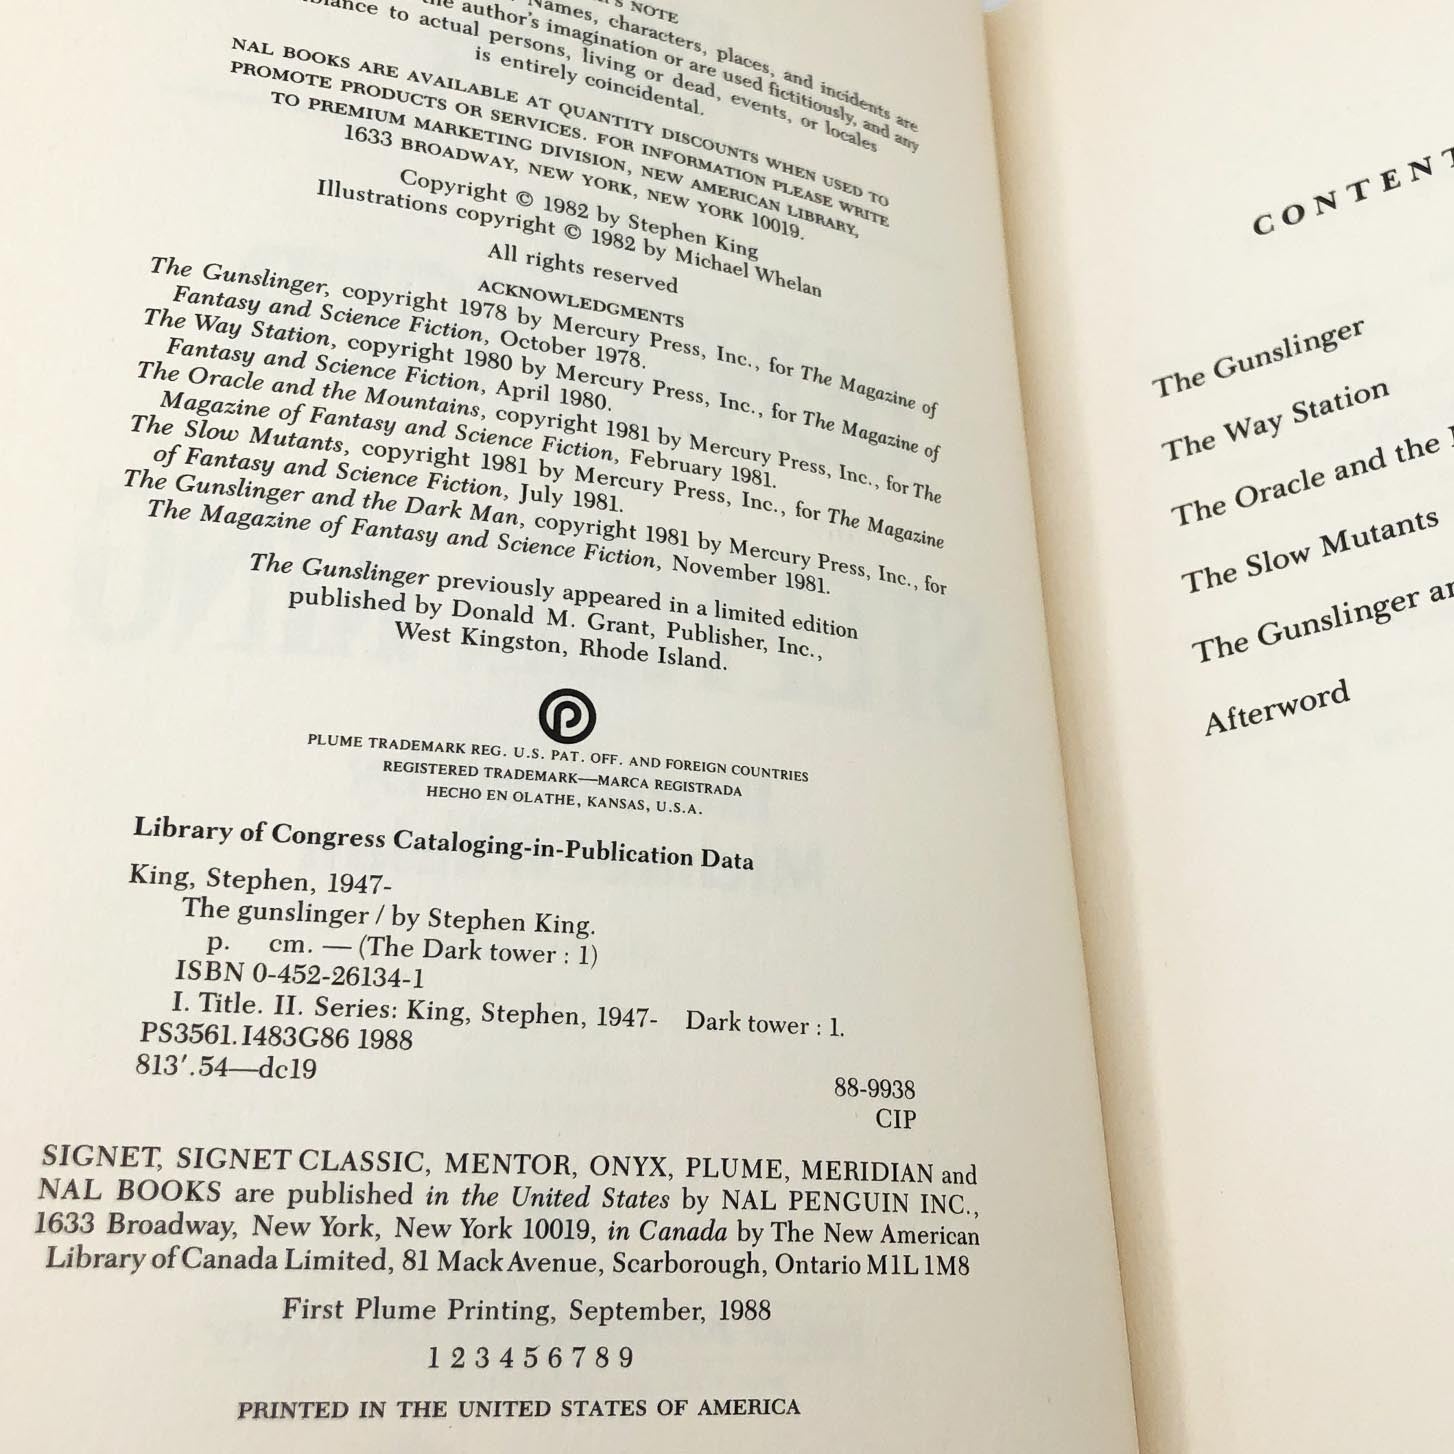 'S NOTE
Names, characters, places, and incidents are
the author's imagination or are used fictitiously, and any
to actual persons, living or dead, events, or locales
is entirely coincidental.
NAL BOOKS ARE AVAILABLE AT QUANTITY DISCOUNTS WHEN USED TO
PROMOTE PRODUCTS OR SERVICES. FOR INFORMATION PLEASE WRITE
TO PREMIUM MARKETING DIVISION, NEW AMERICAN LIBRARY,
1633 BROADWAY, NEW YORK, NEW YORK 10019.
Copyright © 1982 by Stephen King
Illustrations copyright © 1982 by Michael Whelan
All rights reserved
ACKNOWLEDGMENTS
The Gunslinger, copyright 1978 by Mercury Press, Inc., for The Magazine of
Fantasy and Science Fiction, October 1978.
The Way Station, copyright 1980 by Mercury Press, Inc., for The Magazine of
Fantasy and Science Fiction, April 1980.
The Oracle and the Mountains, copyright 1981 by Mercury Press, Inc., for The
Magazine of Fantasy and Science Fiction, February 1981.
The Slow Mutants, copyright 1981 by Mercury Press, Inc., for The Magazine
of Fantasy and Science Fiction, July 1981.
The Gunslinger and the Dark Man, copyright 1981 by Mercury Press, Inc., for
The Magazine of Fantasy and Science Fiction, November 1981.
The Gunslinger previously appeared in a limited edition
published by Donald M. Grant, Publisher, Inc.,
West Kingston, Rhode Island.
P
PLUME TRADEMARK REG. U.S. PAT. OFF. AND FOREIGN COUNTRIES
REGISTERED TRADEMARK—MARCA REGISTRADA
HECHO EN OLATHE, KANSAS, U.S.A.
Library of Congress Cataloging-in-Publication Data
King, Stephen, 1947-
The gunslinger / by Stephen King.
p. cm. — (The Dark tower : 1)
ISBN 0-452-26134-1
I. Title. II. Series: King, Stephen, 1947- Dark tower : 1.
PS3561.I483G86 1988
813'.54—dc19
88-9938
CIP
SIGNET, SIGNET CLASSIC, MENTOR, ONYX, PLUME, MERIDIAN and
NAL BOOKS are published in the United States by NAL PENGUIN INC.,
1633 Broadway, New York, New York 10019, in Canada by The New American
Library of Canada Limited, 81 Mack Avenue, Scarborough, Ontario M1L 1M8
First Plume Printing, September, 1988
1 2 3 4 5 6 7 8 9
PRINTED IN THE UNITED STATES OF AMERICA
CONTENT
The Gunslinger
The Way Station
The Oracle and the
The Slow Mutants
The Gunslinger
Afterword